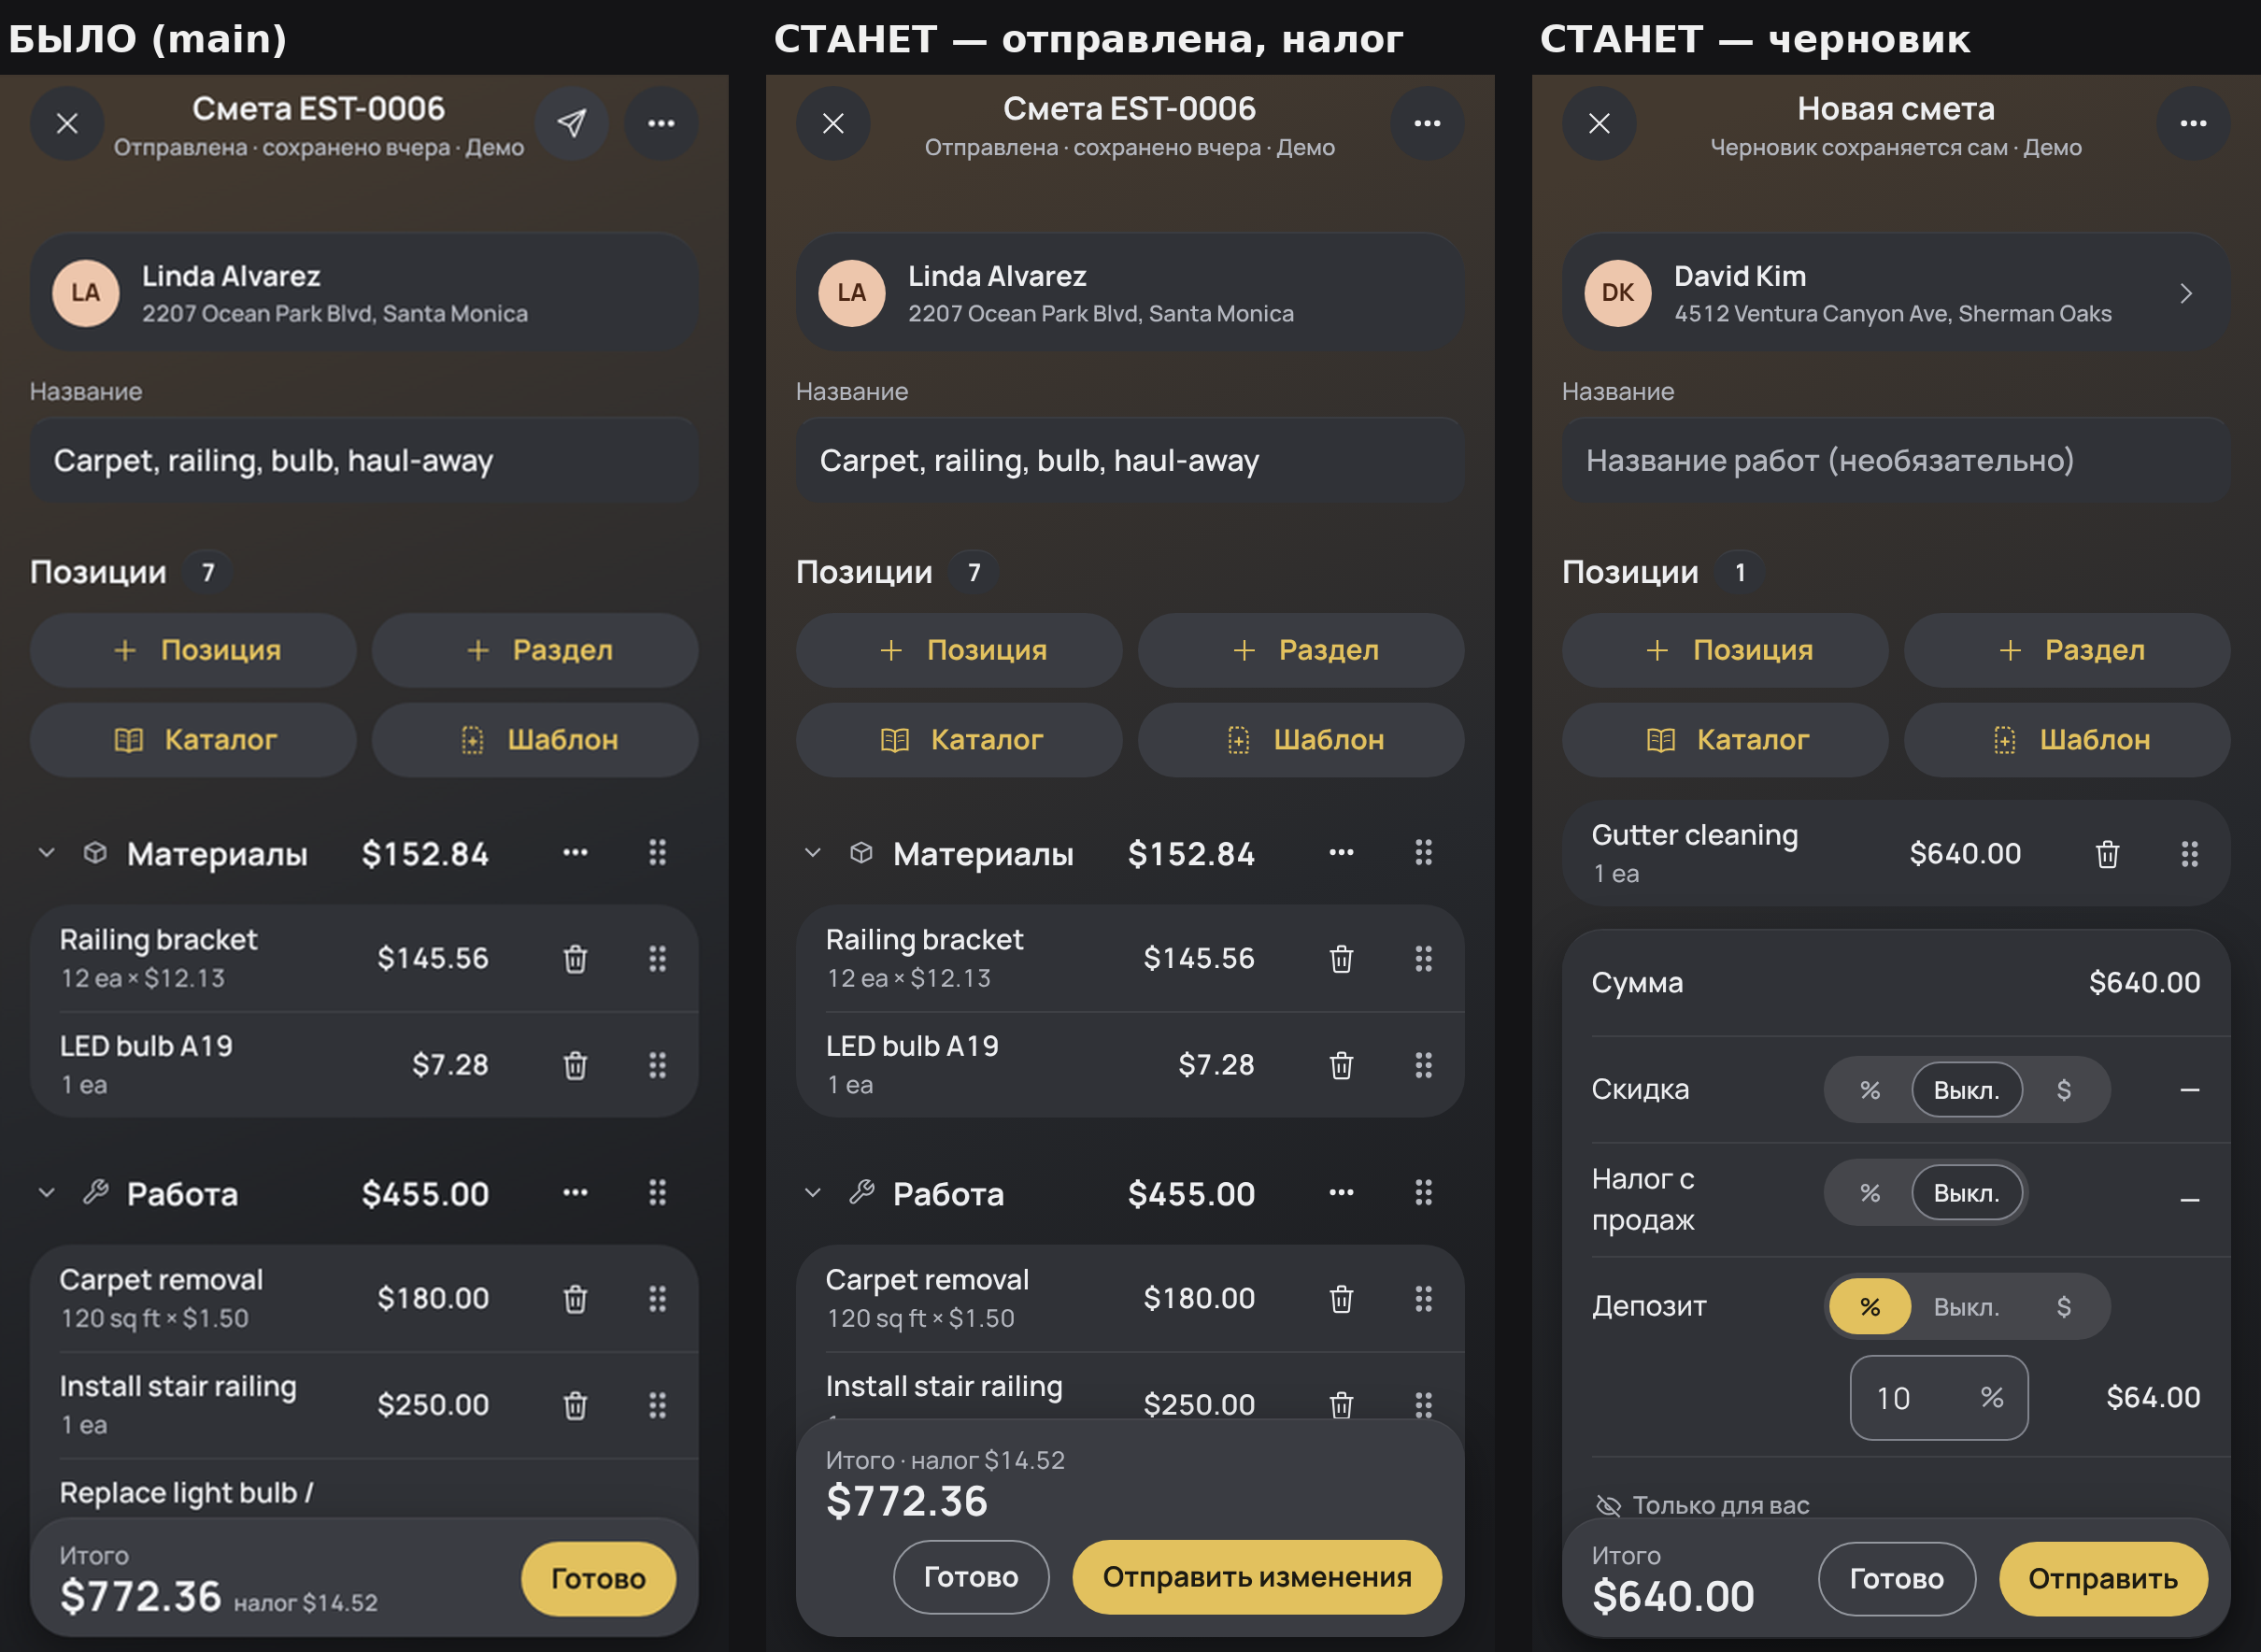 БЫЛО (main)
Смета EST-0006
Отправлена · сохранено вчера · Демо
LA
Linda Alvarez
2207 Ocean Park Blvd, Santa Monica
Название
Carpet, railing, bulb, haul-away
Позиции 7
+ Позиция
+ Раздел
Каталог
Шаблон
Материалы $152.84
Railing bracket
12 ea × $12.13
$145.56
LED bulb A19
1 ea
$7.28
Работа $455.00
Carpet removal
120 sq ft × $1.50
$180.00
Install stair railing
1 ea
$250.00
Replace light bulb /
Итого
$772.36 налог $14.52
Готово
СТАНЕТ — отправлена, налог
Смета EST-0006
Отправлена · сохранено вчера · Демо
LA
Linda Alvarez
2207 Ocean Park Blvd, Santa Monica
Название
Carpet, railing, bulb, haul-away
Позиции 7
+ Позиция
+ Раздел
Каталог
Шаблон
Материалы $152.84
Railing bracket
12 ea × $12.13
$145.56
LED bulb A19
1 ea
$7.28
Работа $455.00
Carpet removal
120 sq ft × $1.50
$180.00
Install stair railing
$250.00
Итого · налог $14.52
$772.36
Готово
Отправить изменения
СТАНЕТ — черновик
Новая смета
Черновик сохраняется сам · Демо
DK
David Kim
4512 Ventura Canyon Ave, Sherman Oaks
Название
Название работ (необязательно)
Позиции 1
+ Позиция
+ Раздел
Каталог
Шаблон
Gutter cleaning
1 ea
$640.00
Сумма $640.00
Скидка % Выкл. $ –
Налог с
продаж
% Выкл. –
Депозит % Выкл. $
10 % $64.00
Только для вас
Итого
$640.00
Готово
Отправить